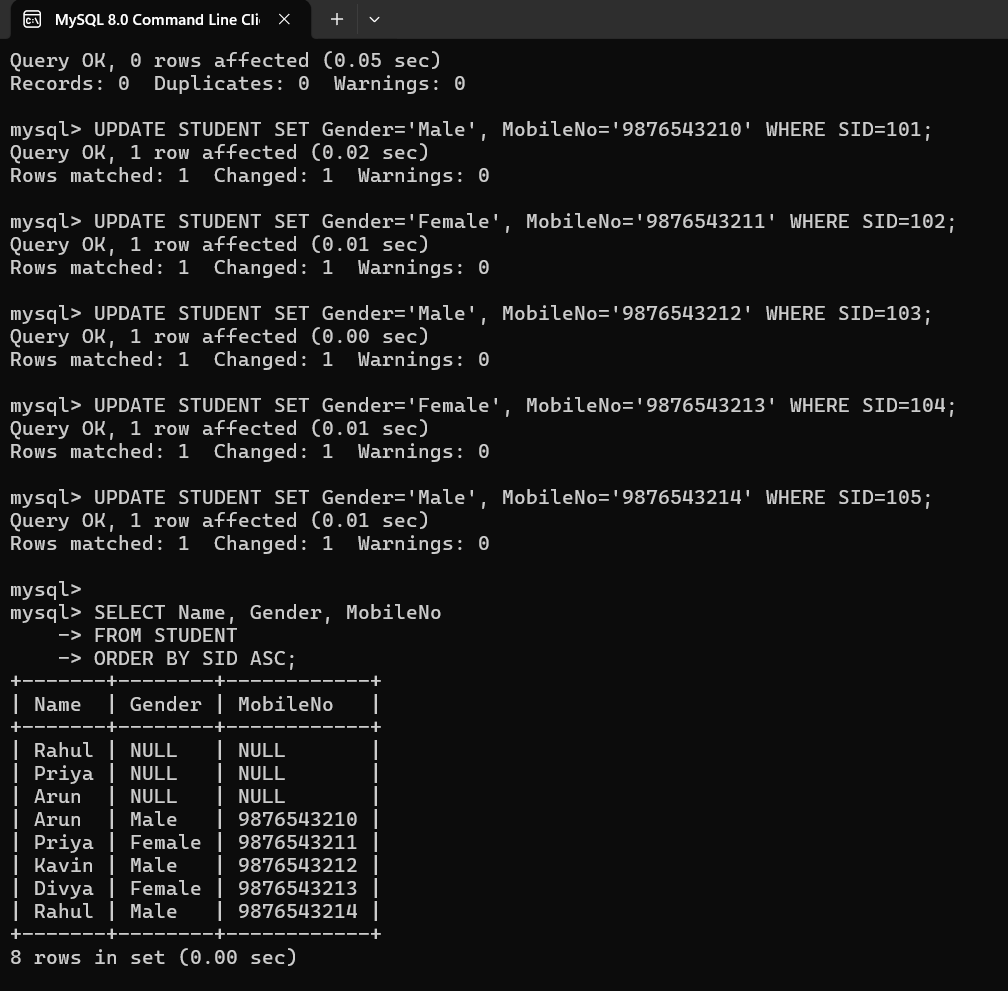 MySQL 8.0 Command Line Cli
Query OK, 0 rows affected (0.05 sec)
Records: 0  Duplicates: 0  Warnings: 0
mysql> UPDATE STUDENT SET Gender='Male', MobileNo='9876543210' WHERE SID=101;
Query OK, 1 row affected (0.02 sec)
Rows matched: 1  Changed: 1  Warnings: 0
mysql> UPDATE STUDENT SET Gender='Female', MobileNo='9876543211' WHERE SID=102;
Query OK, 1 row affected (0.01 sec)
Rows matched: 1  Changed: 1  Warnings: 0
mysql> UPDATE STUDENT SET Gender='Male', MobileNo='9876543212' WHERE SID=103;
Query OK, 1 row affected (0.00 sec)
Rows matched: 1  Changed: 1  Warnings: 0
mysql> UPDATE STUDENT SET Gender='Female', MobileNo='9876543213' WHERE SID=104;
Query OK, 1 row affected (0.01 sec)
Rows matched: 1  Changed: 1  Warnings: 0
mysql> UPDATE STUDENT SET Gender='Male', MobileNo='9876543214' WHERE SID=105;
Query OK, 1 row affected (0.01 sec)
Rows matched: 1  Changed: 1  Warnings: 0
mysql>
mysql> SELECT Name, Gender, MobileNo
    -> FROM STUDENT
    -> ORDER BY SID ASC;
+-------+--------+------------+
| Name  | Gender | MobileNo   |
+-------+--------+------------+
| Rahul | NULL   | NULL       |
| Priya | NULL   | NULL       |
| Arun  | NULL   | NULL       |
| Arun  | Male   | 9876543210 |
| Priya | Female | 9876543211 |
| Kavin | Male   | 9876543212 |
| Divya | Female | 9876543213 |
| Rahul | Male   | 9876543214 |
+-------+--------+------------+
8 rows in set (0.00 sec)